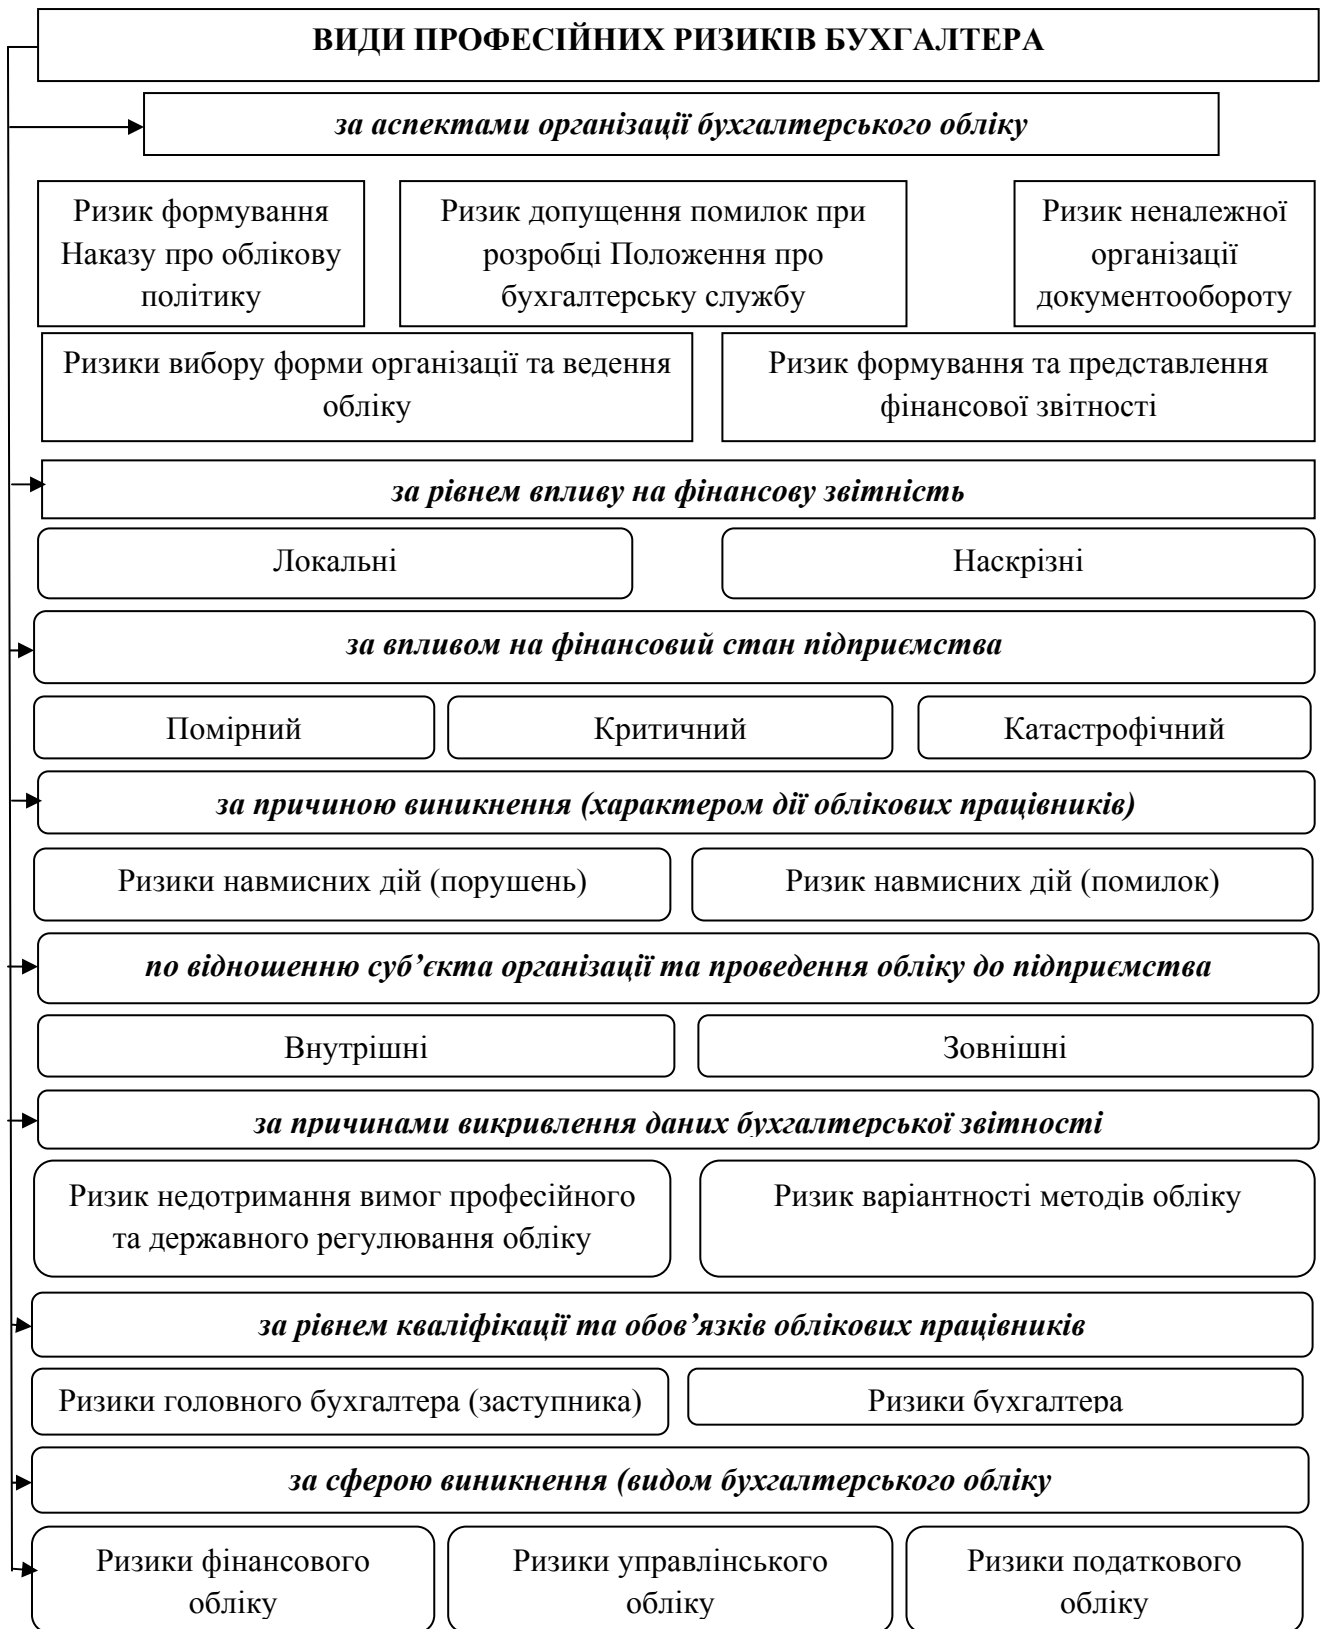 ВИДИ ПРОФЕСІЙНИХ РИЗИКІВ БУХГАЛТЕРА
за аспектами організації бухгалтерського обліку
Ризик формування
Наказу про облікову
політику
Ризик допущення помилок при
розробці Положення про
бухгалтерську службу
Ризик неналежної
організації
документообороту
Ризики вибору форми організації та ведення
обліку
Ризик формування та представлення
фінансової звітності
за рівнем впливу на фінансову звітність
Локальні
Наскрізні
за впливом на фінансовий стан підприємства
Помірний
Критичний
Катастрофічний
за причиною виникнення (характером дії облікових працівників)
Ризики навмисних дій (порушень)
Ризик навмисних дій (помилок)
по відношенню суб’єкта організації та проведення обліку до підприємства
Внутрішні
Зовнішні
за причинами викривлення даних бухгалтерської звітності
Ризик недотримання вимог професійного
та державного регулювання обліку
Ризик варіантності методів обліку
за рівнем кваліфікації та обов’язків облікових працівників
Ризики головного бухгалтера (заступника)
Ризики бухгалтера
за сферою виникнення (видом бухгалтерського обліку
Ризики фінансового
обліку
Ризики управлінського
обліку
Ризики податкового
обліку